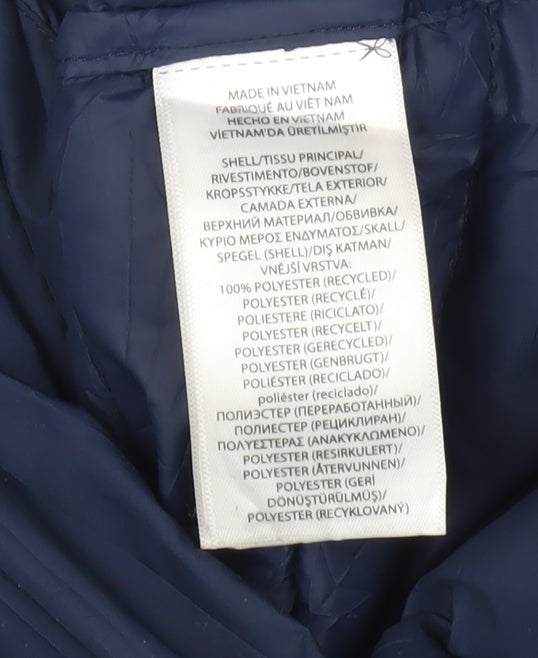 MADE IN VIETNAM
FABRIQUÉ AU VIÊT NAM
HECHO EN VIETNAM
VIETNAM'DA ÜRETİLMİŞTİR
SHELL/TISSU PRINCIPAL/
RIVESTIMENTO/BOVENSTOF/
KROPSSTYKKE/TELA EXTERIOR/
CAMADA EXTERNA/
ВЕРХНИЙ МАТЕРИАЛ/ОБВИВКА/
ΚΥΡΙΟ ΜΕΡΟΣ ΕΝΔΥΜΑΤΟΣ/SKALL/
SPEGEL (SHELL)/DIŞ KATMAN/
VNĚJŠÍ VRSTVA:
100% POLYESTER (RECYCLED)/
POLYESTER (RECYCLÉ)/
POLIESTERE (RICICLATO)/
POLYESTER (RECYCELT)/
POLYESTER (GERECYCLED)/
POLYESTER (GENBRUGT)/
POLIÉSTER (RECICLADO)/
poliéster (reciclado)/
ПОЛИЭСТЕР (ПЕРЕРАБОТАННЫЙ)/
ПОЛИЕСТЕР (РЕЦИКЛИРАН)/
ΠΟΛΥΕΣΤΕΡΑΣ (ΑΝΑΚΥΚΛΩΜΕΝΟ)/
POLYESTER (RESIRKULERT)/
POLYESTER (ÅTERVUNNEN)/
POLYESTER (GERİ
DÖNÜŞTÜRÜLMÜŞ)/
POLYESTER (RECYKLOVANÝ)